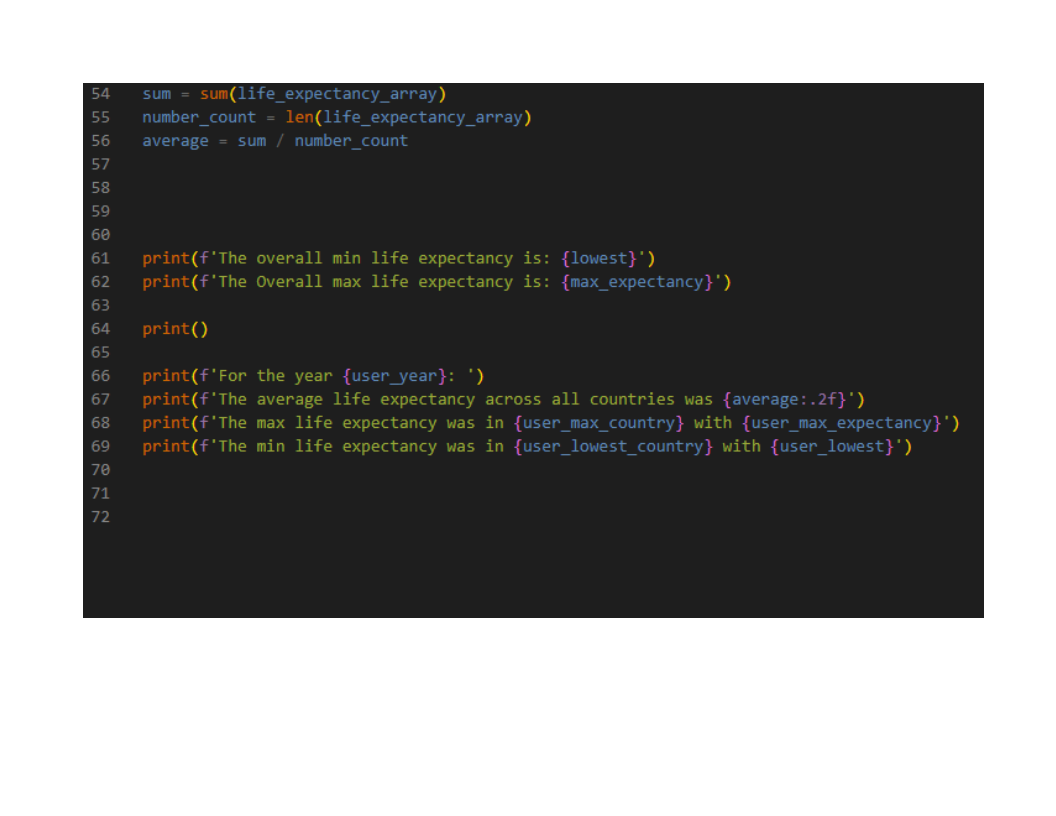 54 sum = sum(life_expectancy_array)
55 number_count = len(life_expectancy_array)
56 average = sum / number_count
57
58
59
60
61 print(f'The overall min life expectancy is: {lowest}')
62 print(f'The Overall max life expectancy is: {max_expectancy}')
63
64 print()
65
66 print(f'For the year {user_year}: ')
67 print(f'The average life expectancy across all countries was {average:.2f}')
68 print(f'The max life expectancy was in {user_max_country} with {user_max_expectancy}')
69 print(f'The min life expectancy was in {user_lowest_country} with {user_lowest}')
70
71
72